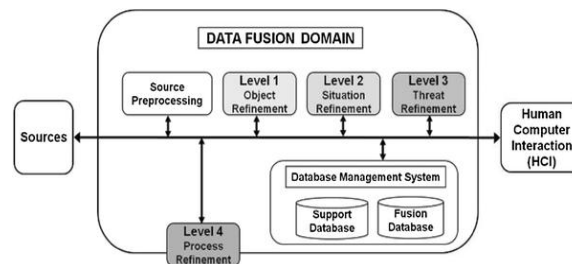 DATA FUSION DOMAIN
Source
Preprocessing
Level 1
Object
Refinement
Level 2
Situation
Refinement
Level 3
Threat
Refinement
Sources
Human
Computer
Interaction
(HCI)
Database Management System
Support
Database
Fusion
Database
Level 4
Process
Refinement